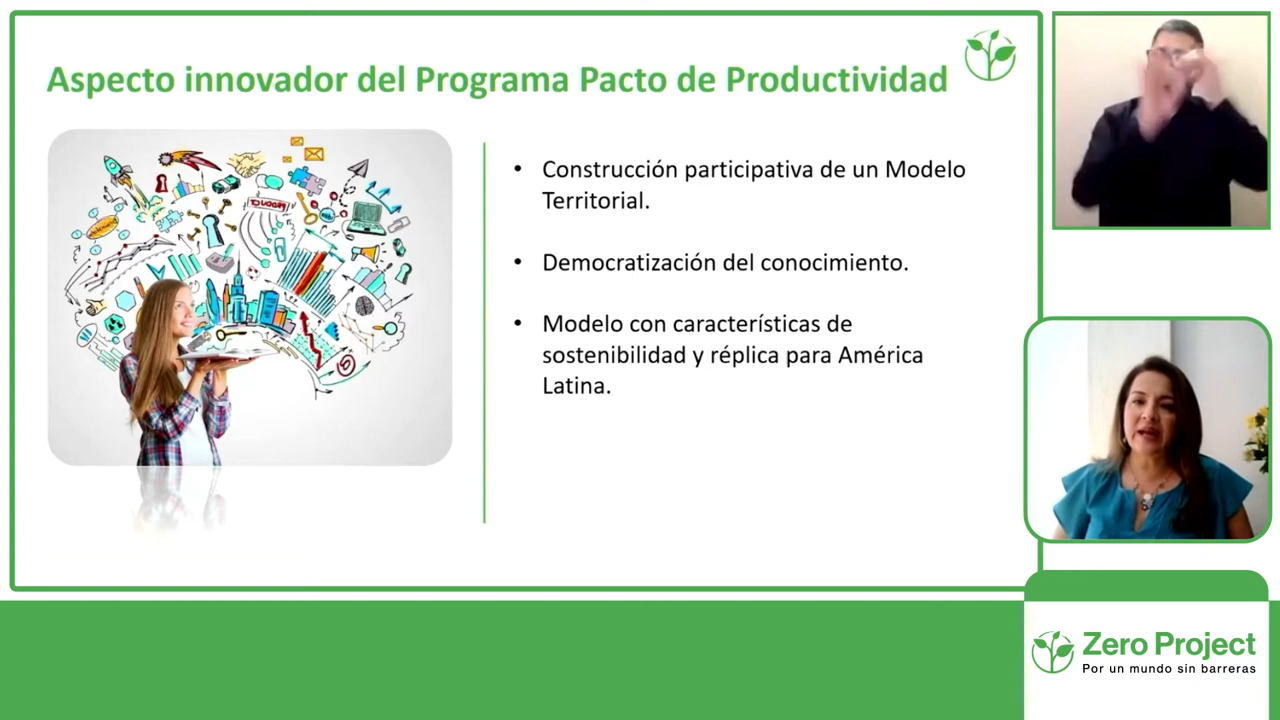 Aspecto innovador del Programa Pacto de Productividad
• Construcción participativa de un Modelo
Territorial.
• Democratización del conocimiento.
• Modelo con características de
sostenibilidad y réplica para América
Latina.
Zero Project
Por un mundo sin barreras